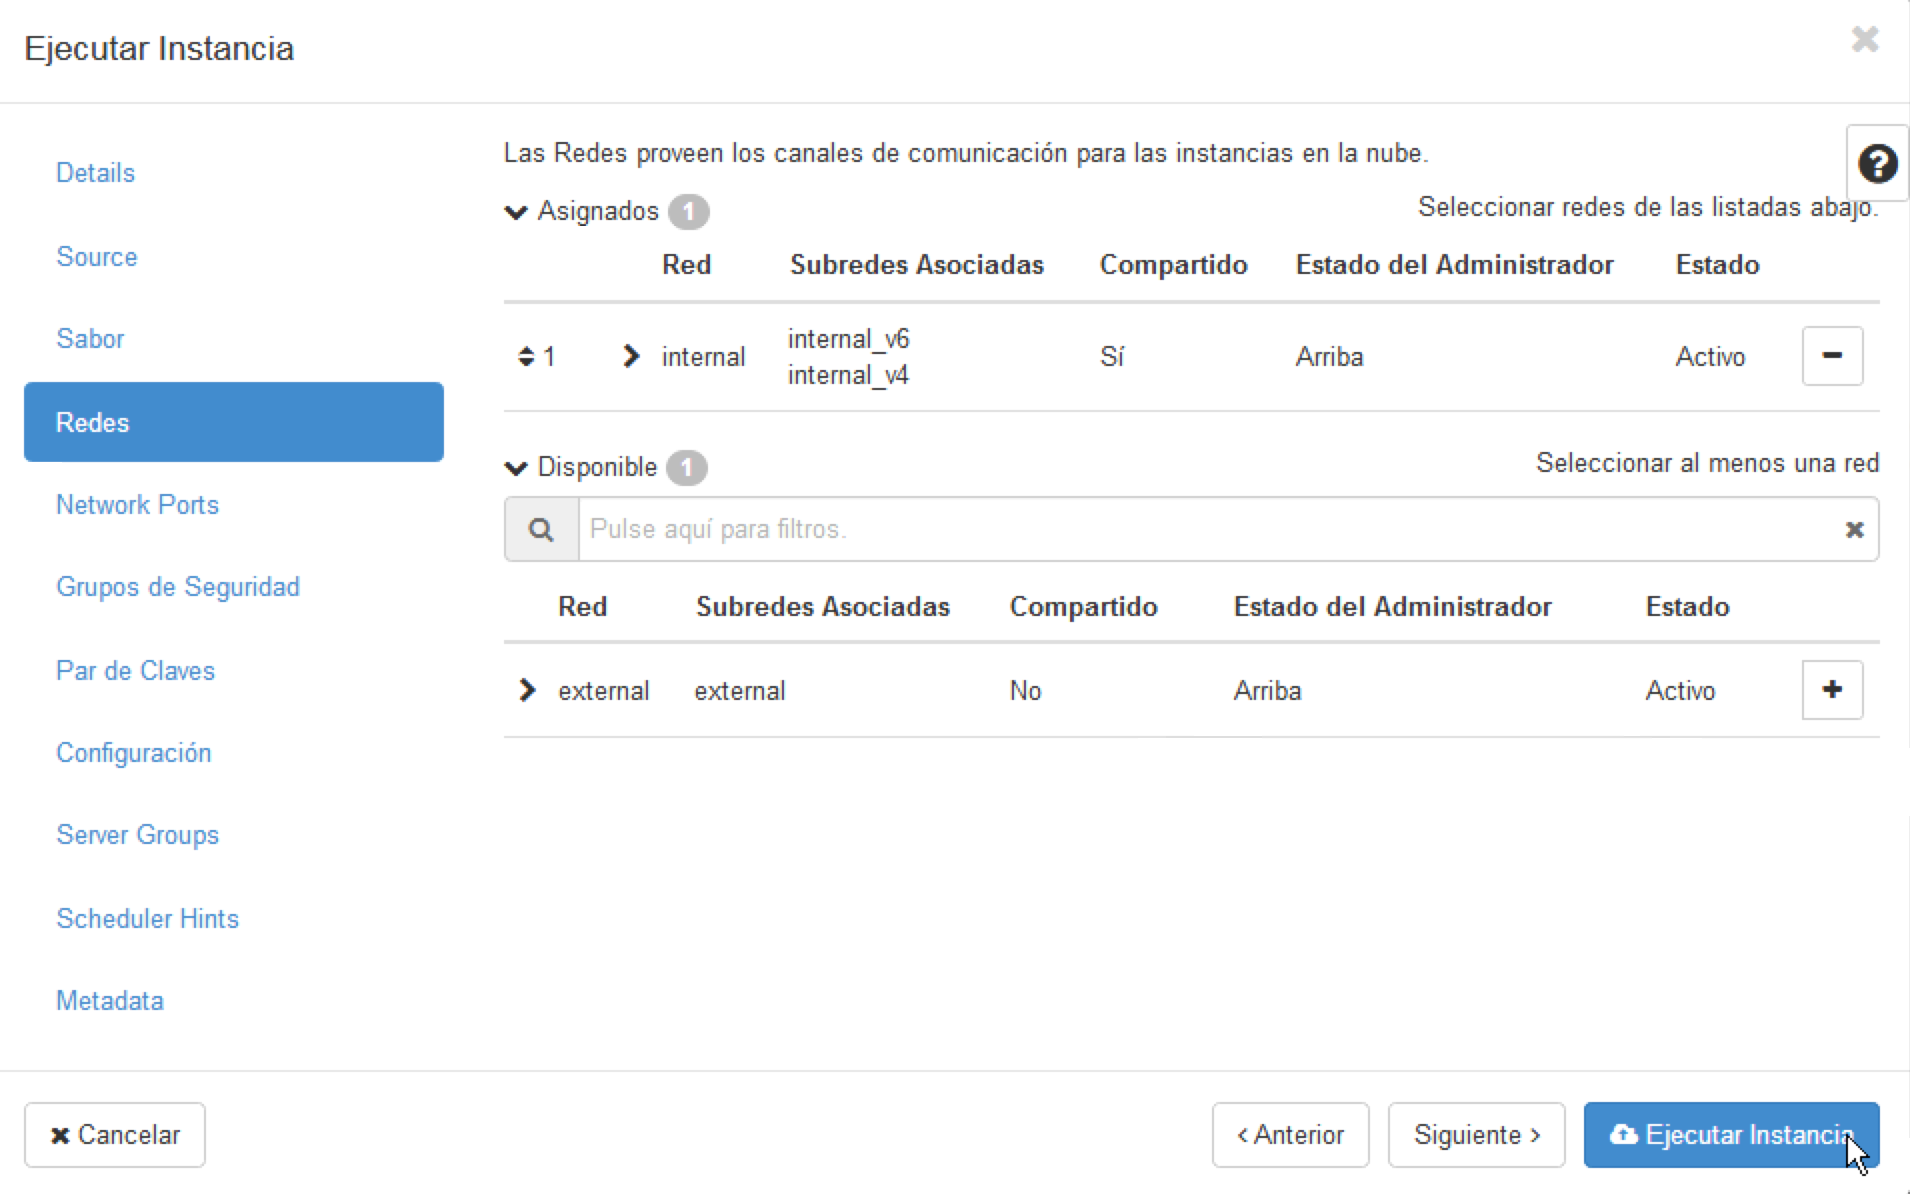 Ejecutar Instancia
Details
Source
Sabor
Redes
Network Ports
Grupos de Seguridad
Par de Claves
Configuración
Server Groups
Scheduler Hints
Metadata
Las Redes proveen los canales de comunicación para las instancias en la nube.
Asignados 1
Seleccionar redes de las listadas abajo.
Red Subredes Asociadas Compartido Estado del Administrador Estado
1 internal internal_v6 internal_v4 Sí Arriba Activo
Disponible 1
Seleccionar al menos una red
Pulse aquí para filtros.
Red Subredes Asociadas Compartido Estado del Administrador Estado
external external No Arriba Activo
Cancelar
< Anterior
Siguiente >
Ejecutar Instancia